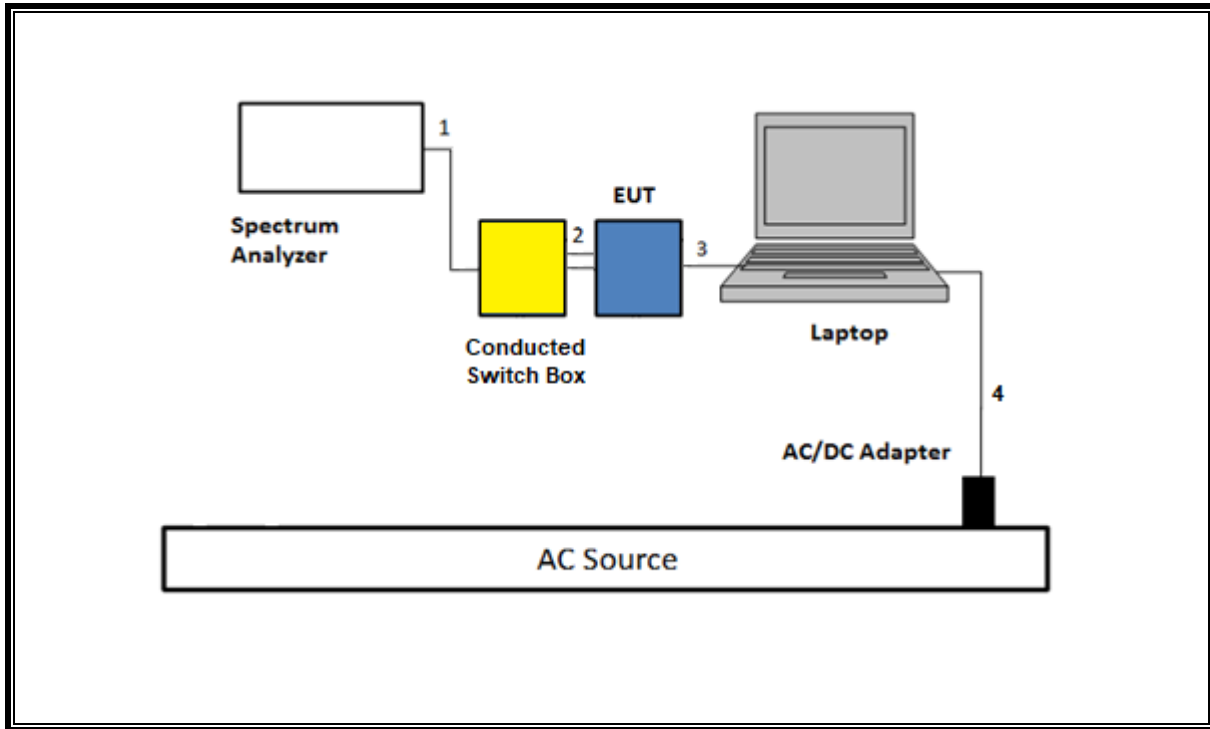 1
Spectrum
Analyzer
2
EUT
3
Conducted
Switch Box
Laptop
4
AC/DC Adapter
AC Source